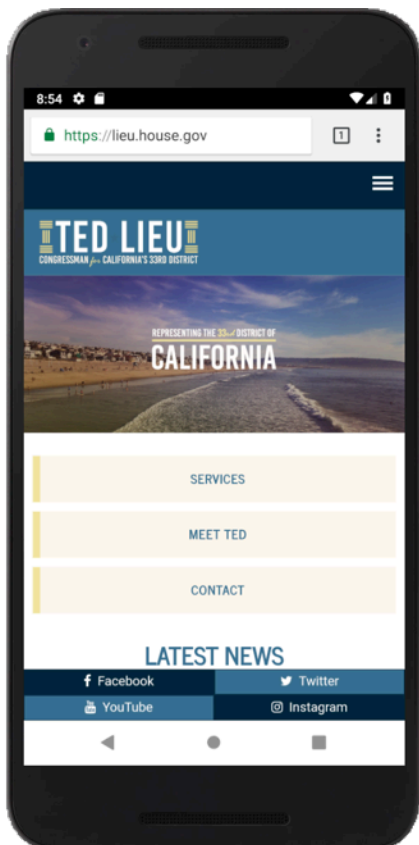 8:54
https://lieu.house.gov
1
TED LIEU
CONGRESSMAN for CALIFORNIA'S 33RD DISTRICT
REPRESENTING THE 33rd DISTRICT OF
CALIFORNIA
SERVICES
MEET TED
CONTACT
LATEST NEWS
Facebook
Twitter
YouTube
Instagram